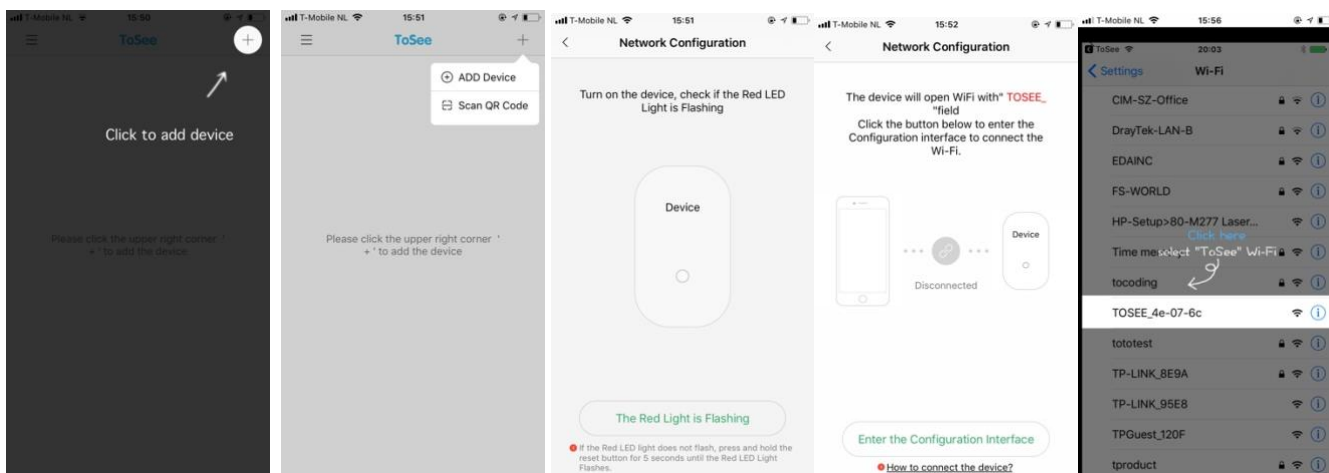 T-Mobile NL 15:50
ToSee
Click to add device
Please click the upper right corner '
+ ' to add the device
T-Mobile NL 15:51
ToSee
ADD Device
Scan QR Code
Please click the upper right corner '
+ ' to add the device
T-Mobile NL 15:51
Network Configuration
Turn on the device, check if the Red LED
Light is Flashing
Device
The Red Light is Flashing
If the Red LED light does not flash, press and hold the
reset button for 5 seconds until the Red LED Light
Flashes.
T-Mobile NL 15:52
Network Configuration
The device will open WiFi with" TOSEE_
"field
Click the button below to enter the
Configuration interface to connect the
Wi-Fi.
Device
Disconnected
Enter the Configuration Interface
How to connect the device?
T-Mobile NL 15:56
ToSee 20:03
Settings Wi-Fi
CIM-SZ-Office
DrayTek-LAN-B
EDAINC
FS-WORLD
HP-Setup>80-M277 Laser...
Click here
select "ToSee" Wi-Fi
Time
tocoding
TOSEE_4e-07-6c
tototest
TP-LINK_8E9A
TP-LINK_95E8
TPGuest_120F
tproduct